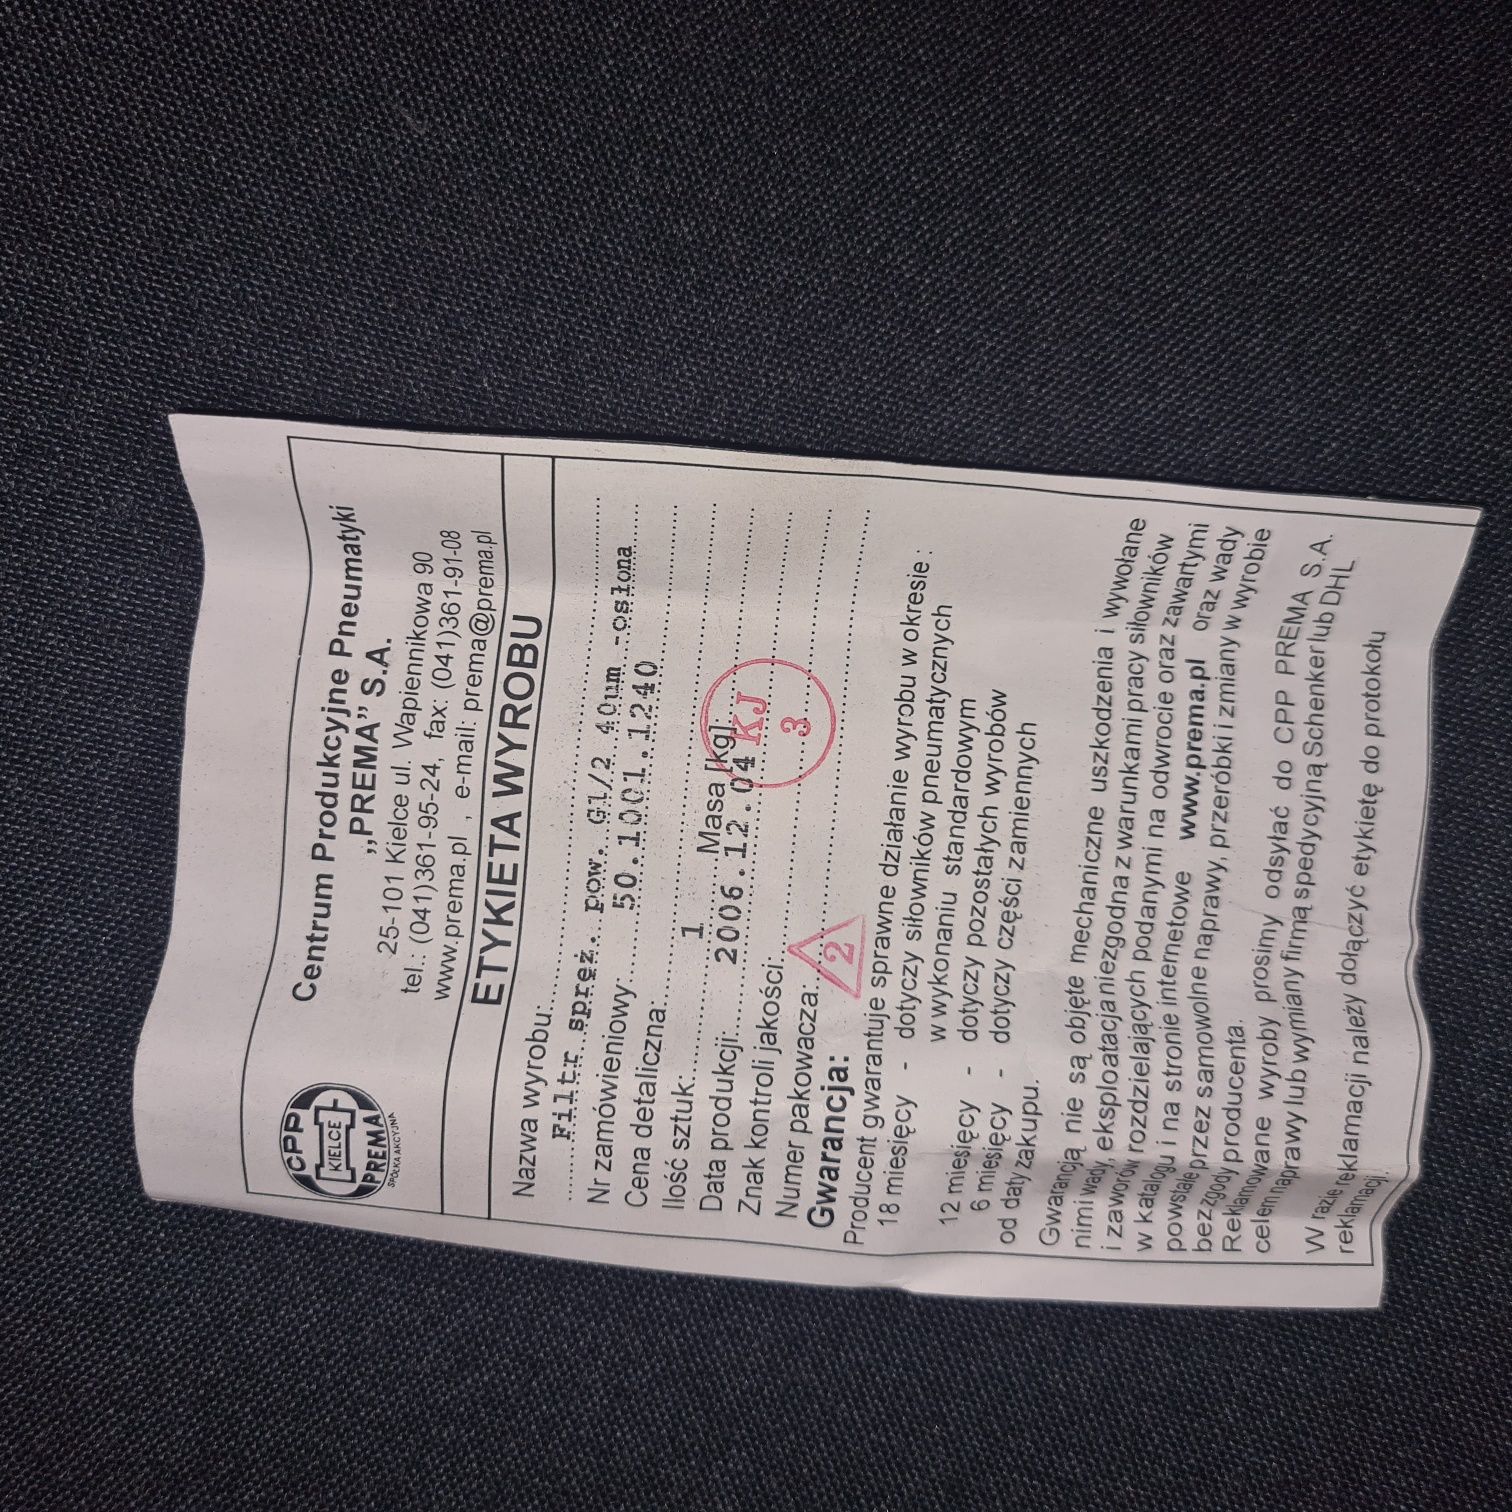 CPP
KIELCE
PREMA
SPÓŁKA AKCYJNA
Centrum Produkcyjne Pneumatyki
„PREMA” S.A.
25-101 Kielce ul. Wapiennikowa 90
tel.: (041)361-95-24, fax: (041)361-91-08
www.prema.pl , e-mail: prema@prema.pl
ETYKIETA WYROBU
Nazwa wyrobu:
Filtr spręż. pow. G1/2 40um -osłona
Nr zamówieniowy: 50.1001.1240
Cena detaliczna:
Ilość sztuk: 1 Masa [kg]
Data produkcji: 2006.12.04
Znak kontroli jakości: KJ 3
Numer pakowacza: 2
Gwarancja:
Producent gwarantuje sprawne działanie wyrobu w okresie :
18 miesięcy - dotyczy siłowników pneumatycznych
w wykonaniu standardowym
12 miesięcy - dotyczy pozostałych wyrobów
6 miesięcy - dotyczy części zamiennych
od daty zakupu.
Gwarancją nie są objęte mechaniczne uszkodzenia i wywołane
nimi wady, eksploatacja niezgodna z warunkami pracy siłowników
i zaworów rozdzielających podanymi na odwrocie oraz zawartymi
w katalogu i na stronie internetowe www.prema.pl oraz wady
powstałe przez samowolne naprawy, przeróbki i zmiany w wyrobie
bez zgody producenta.
Reklamowane wyroby prosimy odsyłać do CPP PREMA S.A.
celem naprawy lub wymiany firmą spedycyjną Schenker lub DHL
W razie reklamacji należy dołączyć etykietę do protokołu
reklamacji